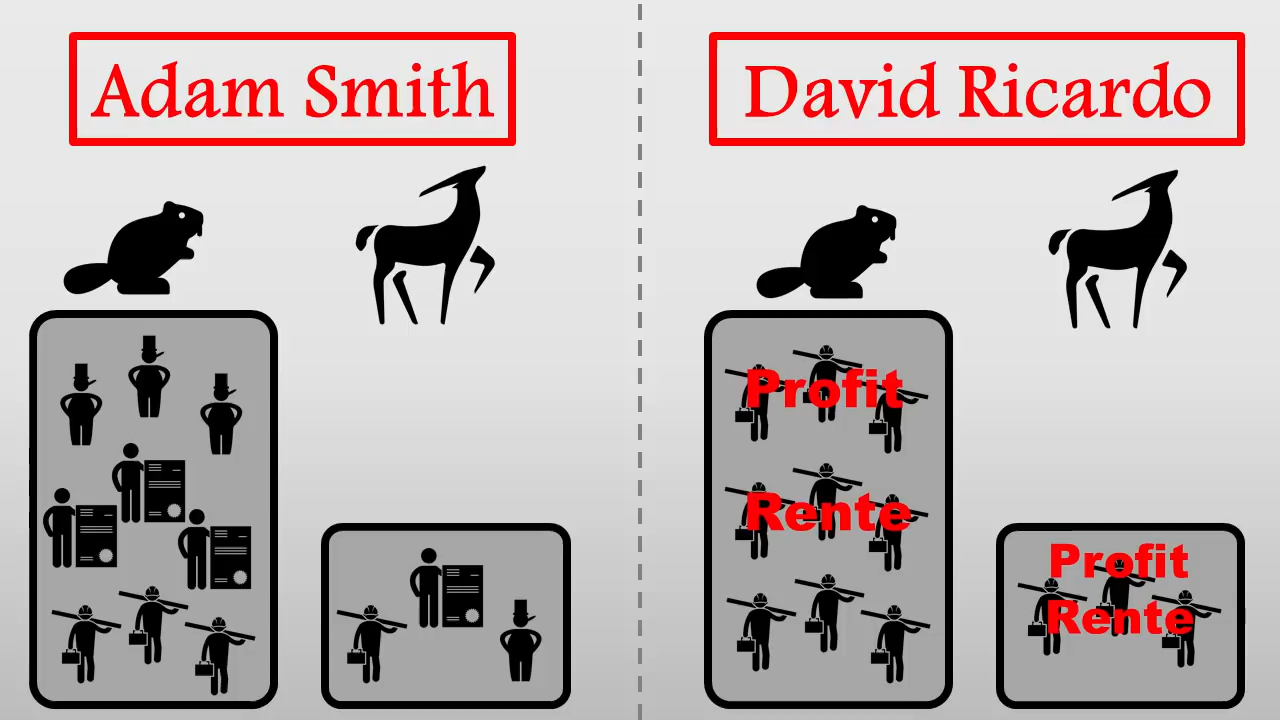 Adam Smith
David Ricardo
Profit
Rente
Profit
Rente